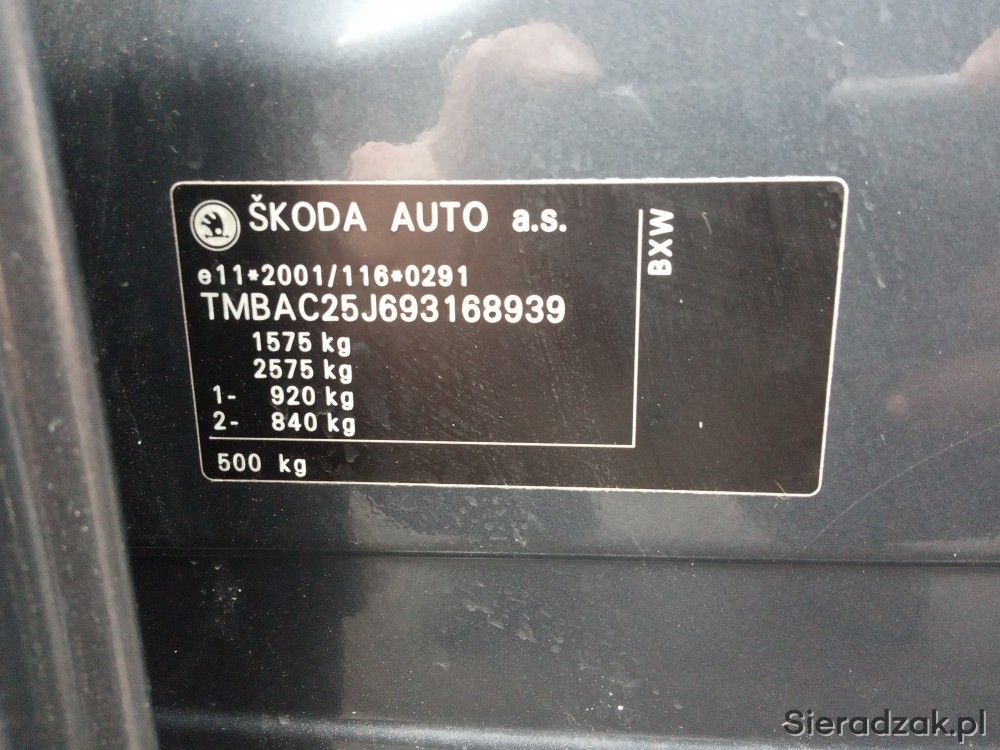 ŠKODA AUTO a.s.
e11*2001/116*0291
TMBAC25J693168939
1575 kg
2575 kg
1- 920 kg
2- 840 kg
500 kg
BXW
Sieradzak.pl